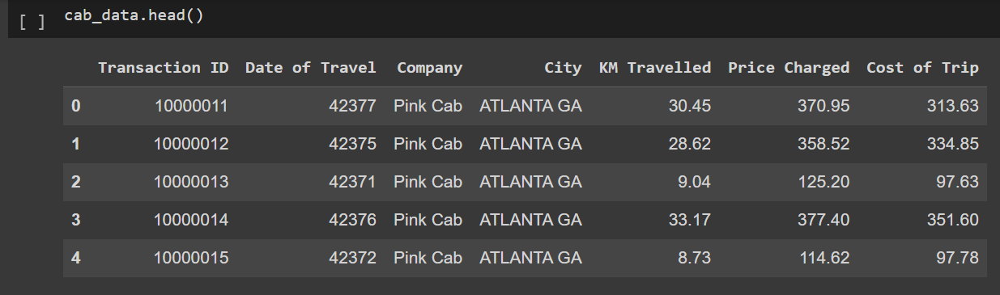 [ ] cab_data.head()
Transaction ID Date of Travel Company City KM Travelled Price Charged Cost of Trip
0 10000011 42377 Pink Cab ATLANTA GA 30.45 370.95 313.63
1 10000012 42375 Pink Cab ATLANTA GA 28.62 358.52 334.85
2 10000013 42371 Pink Cab ATLANTA GA 9.04 125.20 97.63
3 10000014 42376 Pink Cab ATLANTA GA 33.17 377.40 351.60
4 10000015 42372 Pink Cab ATLANTA GA 8.73 114.62 97.78